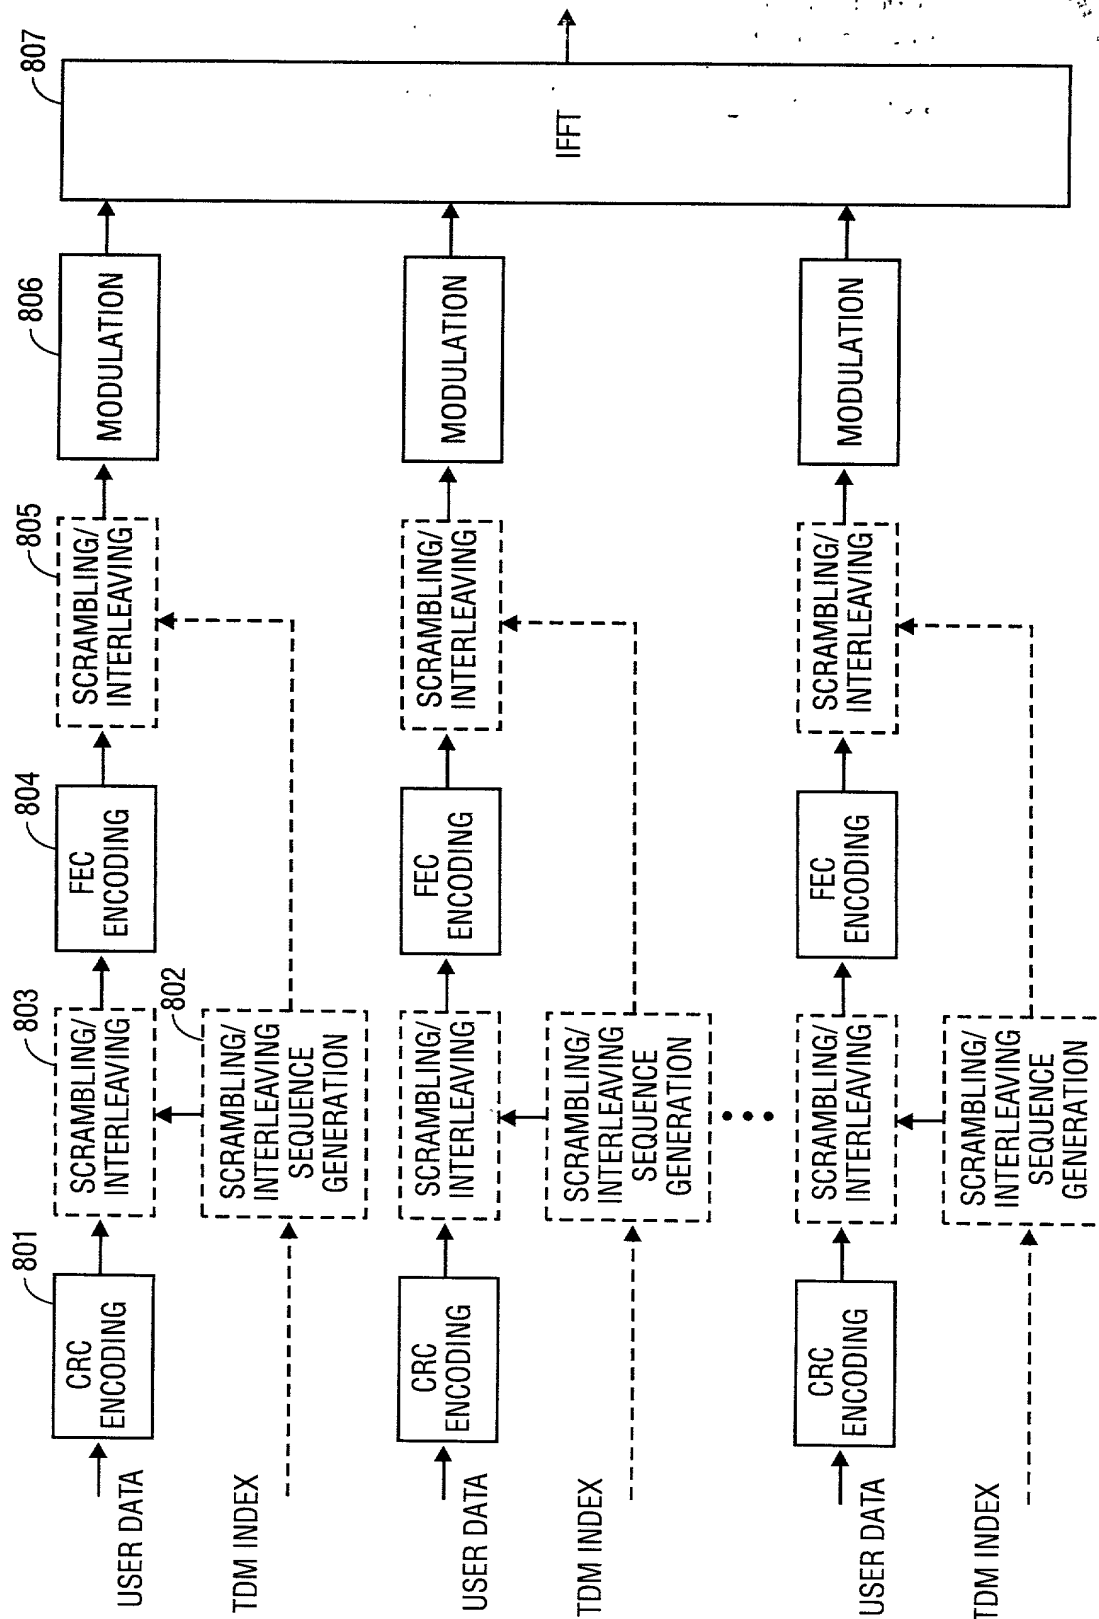 801
803
804
805
806
807
USER DATA
CRC
ENCODING
SCRAMBLING/
INTERLEAVING
FEC
ENCODING
SCRAMBLING/
INTERLEAVING
MODULATION
IFFT
802
TDM INDEX
SCRAMBLING/
INTERLEAVING
SEQUENCE
GENERATION
USER DATA
CRC
ENCODING
SCRAMBLING/
INTERLEAVING
FEC
ENCODING
SCRAMBLING/
INTERLEAVING
MODULATION
TDM INDEX
SCRAMBLING/
INTERLEAVING
SEQUENCE
GENERATION
USER DATA
CRC
ENCODING
SCRAMBLING/
INTERLEAVING
FEC
ENCODING
SCRAMBLING/
INTERLEAVING
MODULATION
TDM INDEX
SCRAMBLING/
INTERLEAVING
SEQUENCE
GENERATION